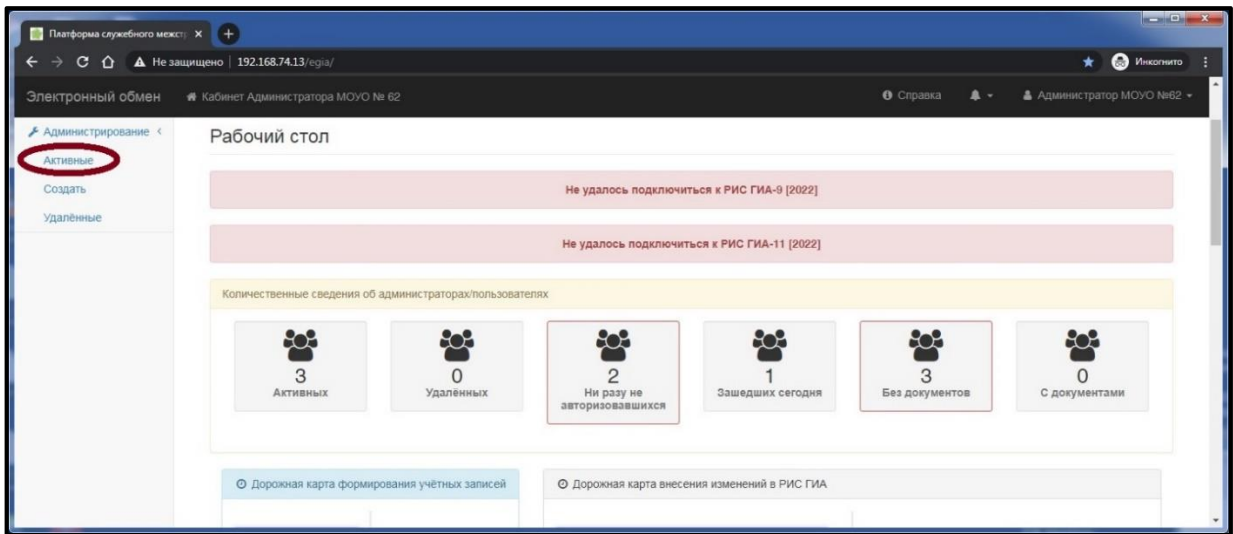 Платформа служебного межст
Не защищено | 192.168.74.13/egia/
Инкогнито
Электронный обмен
Кабинет Администратора МОУО № 62
Справка
Администратор МОУО №62
Администрирование
Активные
Создать
Удалённые
Рабочий стол
Не удалось подключиться к РИС ГИА-9 [2022]
Не удалось подключиться к РИС ГИА-11 [2022]
Количественные сведения об администраторах/пользователях
3
Активных
0
Удалённых
2
Ни разу не
авторизовавшихся
1
Зашедших сегодня
3
Без документов
0
С документами
Дорожная карта формирования учётных записей
Дорожная карта внесения изменений в РИС ГИА